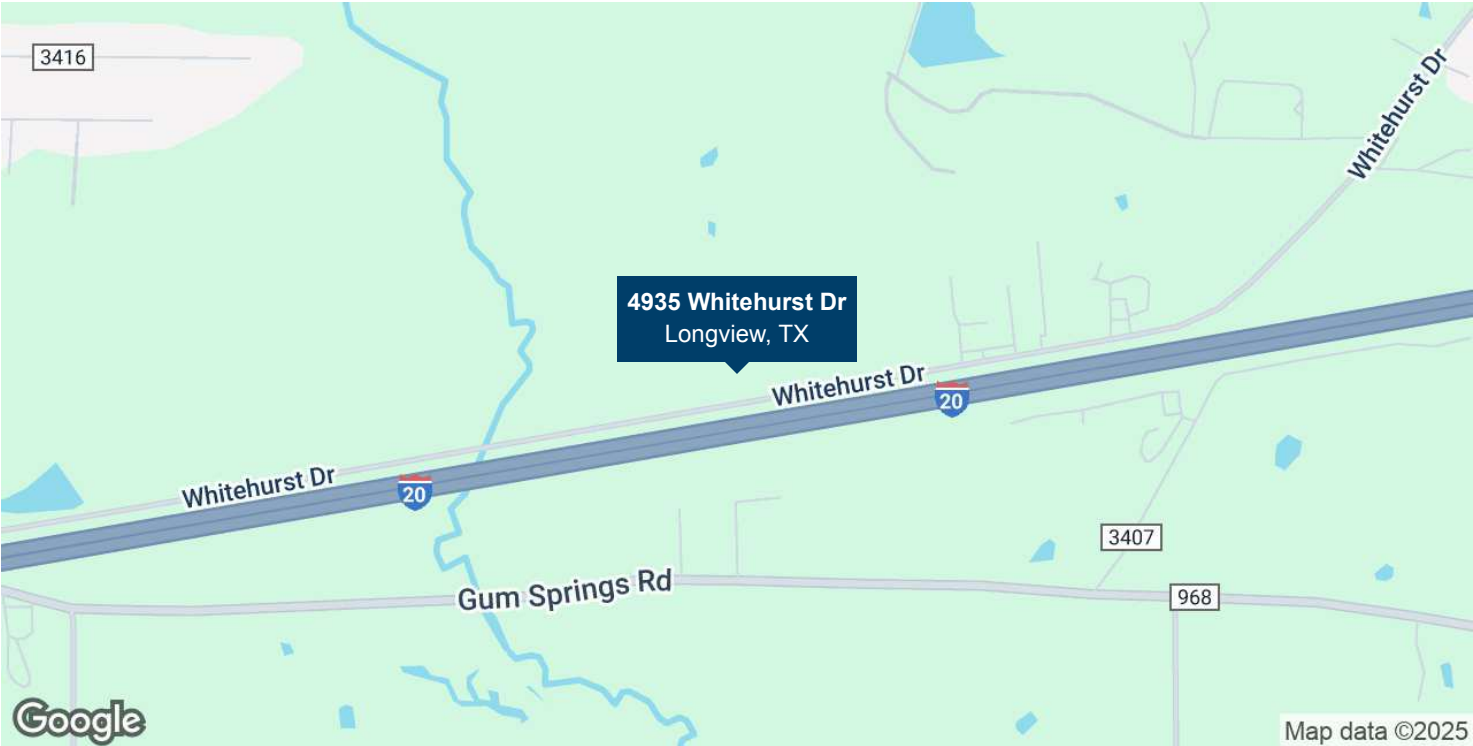 3416
Whitehurst Dr
4935 Whitehurst Dr
Longview, TX
Whitehurst Dr
20
Whitehurst Dr
20
3407
Gum Springs Rd
968
Google
Map data ©2025